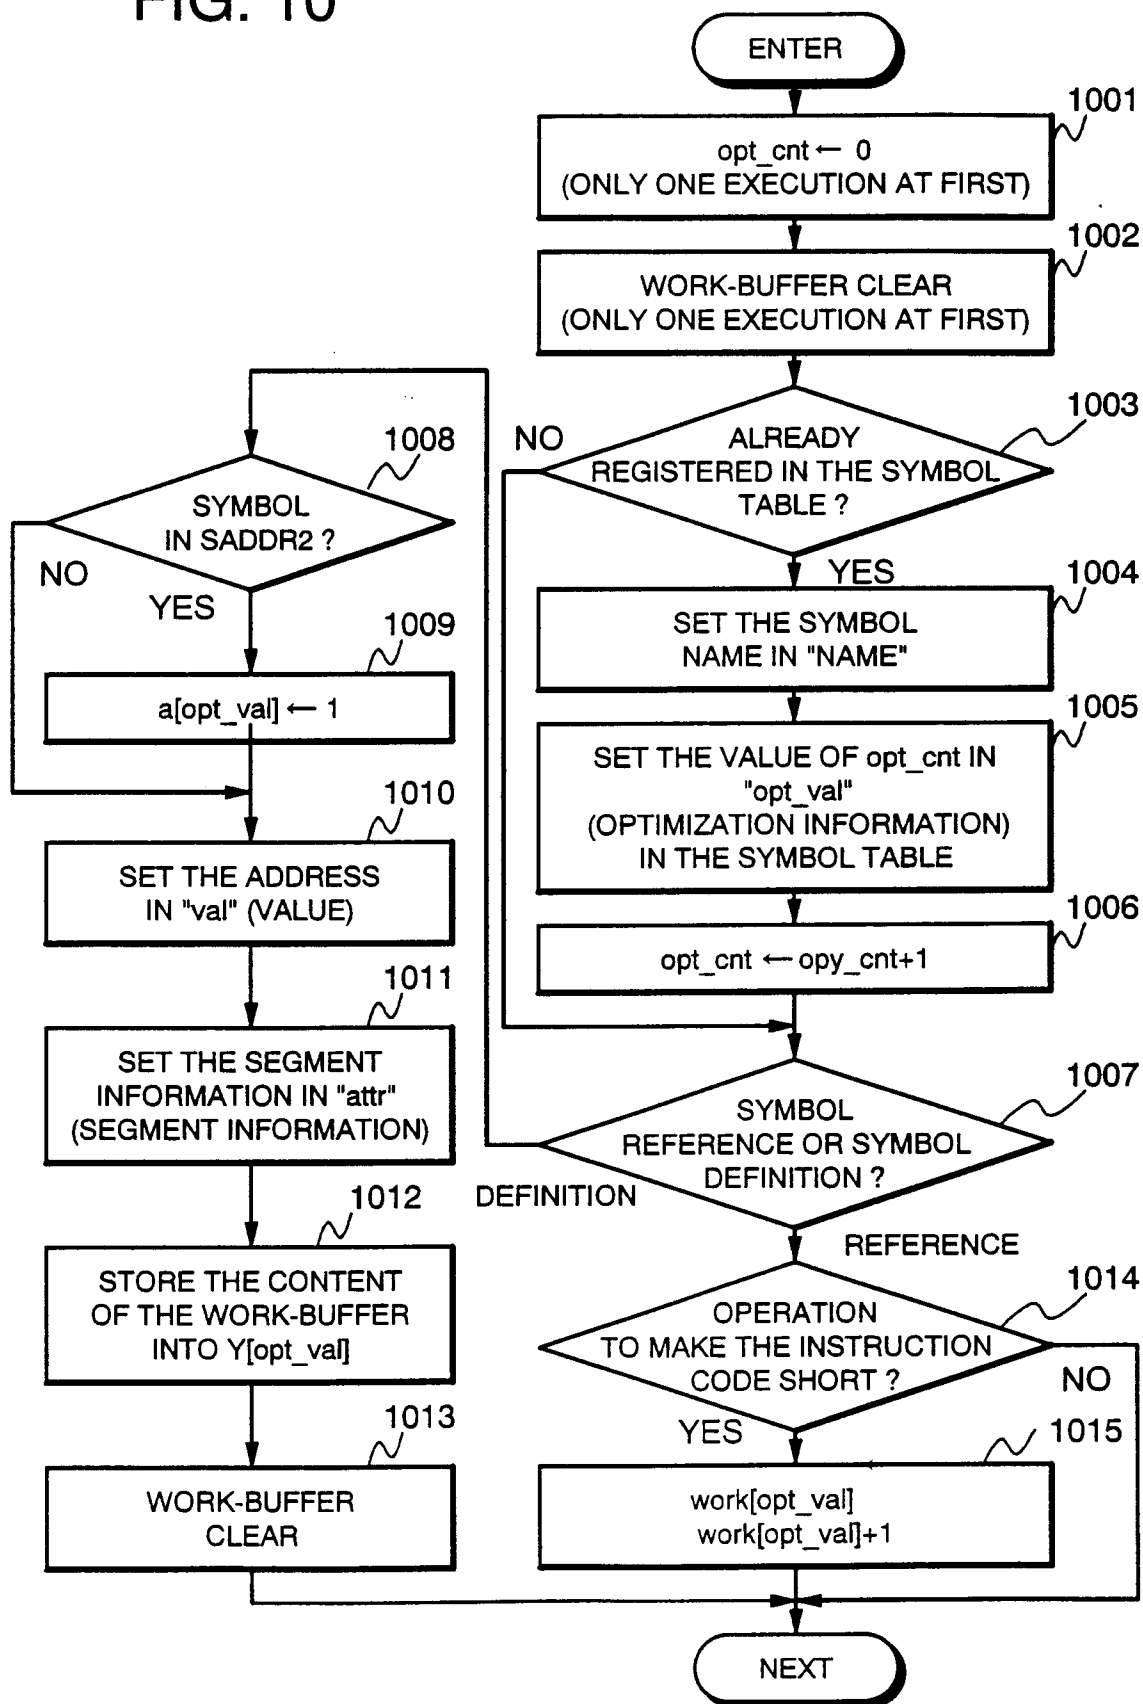 FIG. 10
ENTER
1001
opt_cnt ← 0
(ONLY ONE EXECUTION AT FIRST)
1002
WORK-BUFFER CLEAR
(ONLY ONE EXECUTION AT FIRST)
1003
NO
ALREADY
REGISTERED IN THE SYMBOL
TABLE ?
YES
1004
SET THE SYMBOL
NAME IN "NAME"
1005
SET THE VALUE OF opt_cnt IN
"opt_val"
(OPTIMIZATION INFORMATION)
IN THE SYMBOL TABLE
1006
opt_cnt ← opy_cnt+1
1007
SYMBOL
REFERENCE OR SYMBOL
DEFINITION ?
DEFINITION
REFERENCE
1008
SYMBOL
IN SADDR2 ?
NO
YES
1009
a[opt_val] ← 1
1010
SET THE ADDRESS
IN "val" (VALUE)
1011
SET THE SEGMENT
INFORMATION IN "attr"
(SEGMENT INFORMATION)
1012
STORE THE CONTENT
OF THE WORK-BUFFER
INTO Y[opt_val]
1013
WORK-BUFFER
CLEAR
1014
OPERATION
TO MAKE THE INSTRUCTION
CODE SHORT ?
NO
YES
1015
work[opt_val]
work[opt_val]+1
NEXT